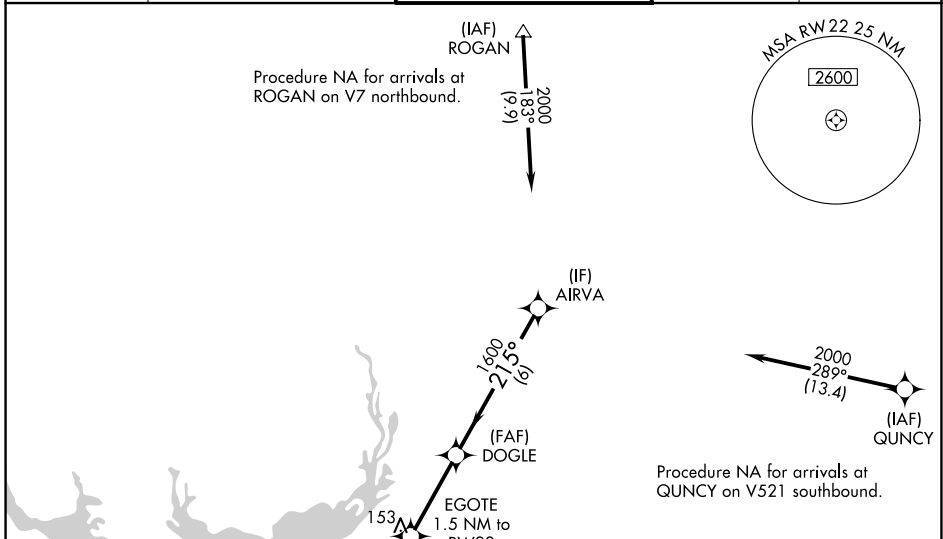 (IAF)
ROGAN
Procedure NA for arrivals at
ROGAN on V7 northbound.
2000
183°
(9.9)
MSA RW22 25 NM
2600
(IF)
AIRVA
1600
215°
(6)
2000
289°
(13.4)
(IAF)
QUNCY
(FAF)
DOGLE
Procedure NA for arrivals at
QUNCY on V521 southbound.
EGOTE
153
1.5 NM to